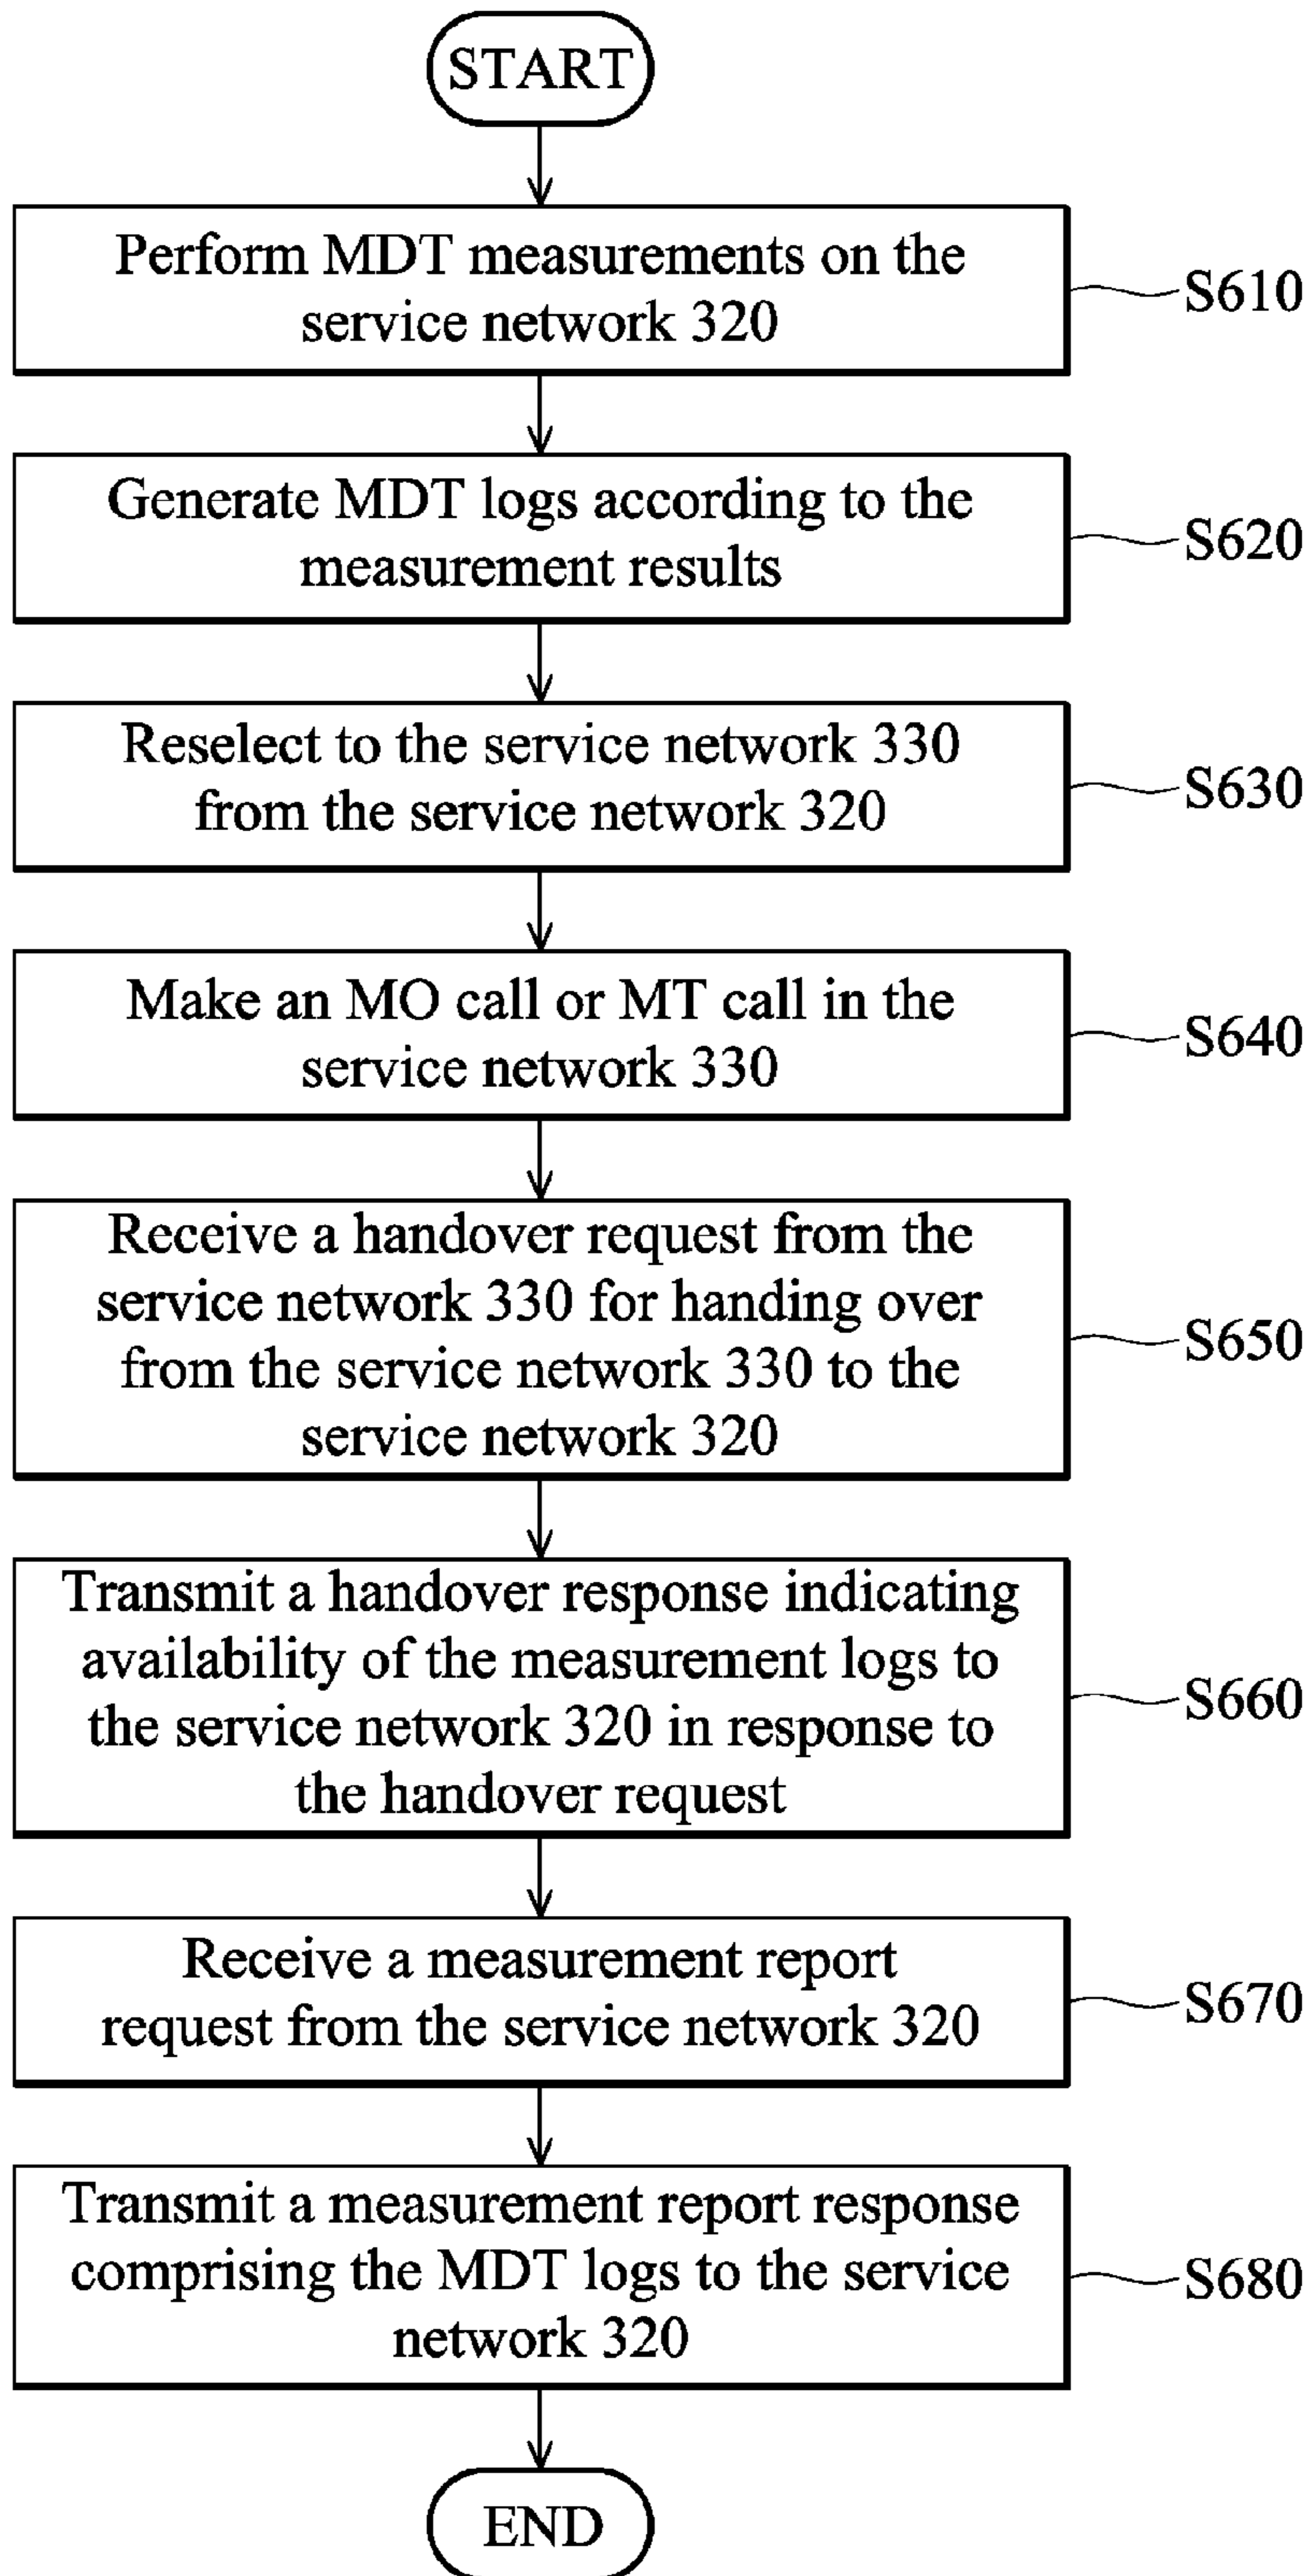 START
Perform MDT measurements on the
service network 320
S610
Generate MDT logs according to the
measurement results
S620
Reselect to the service network 330
from the service network 320
S630
Make an MO call or MT call in the
service network 330
S640
Receive a handover request from the
service network 330 for handing over
from the service network 330 to the
service network 320
S650
Transmit a handover response indicating
availability of the measurement logs to
the service network 320 in response to
the handover request
S660
Receive a measurement report
request from the service network 320
S670
Transmit a measurement report response
comprising the MDT logs to the service
network 320
S680
END